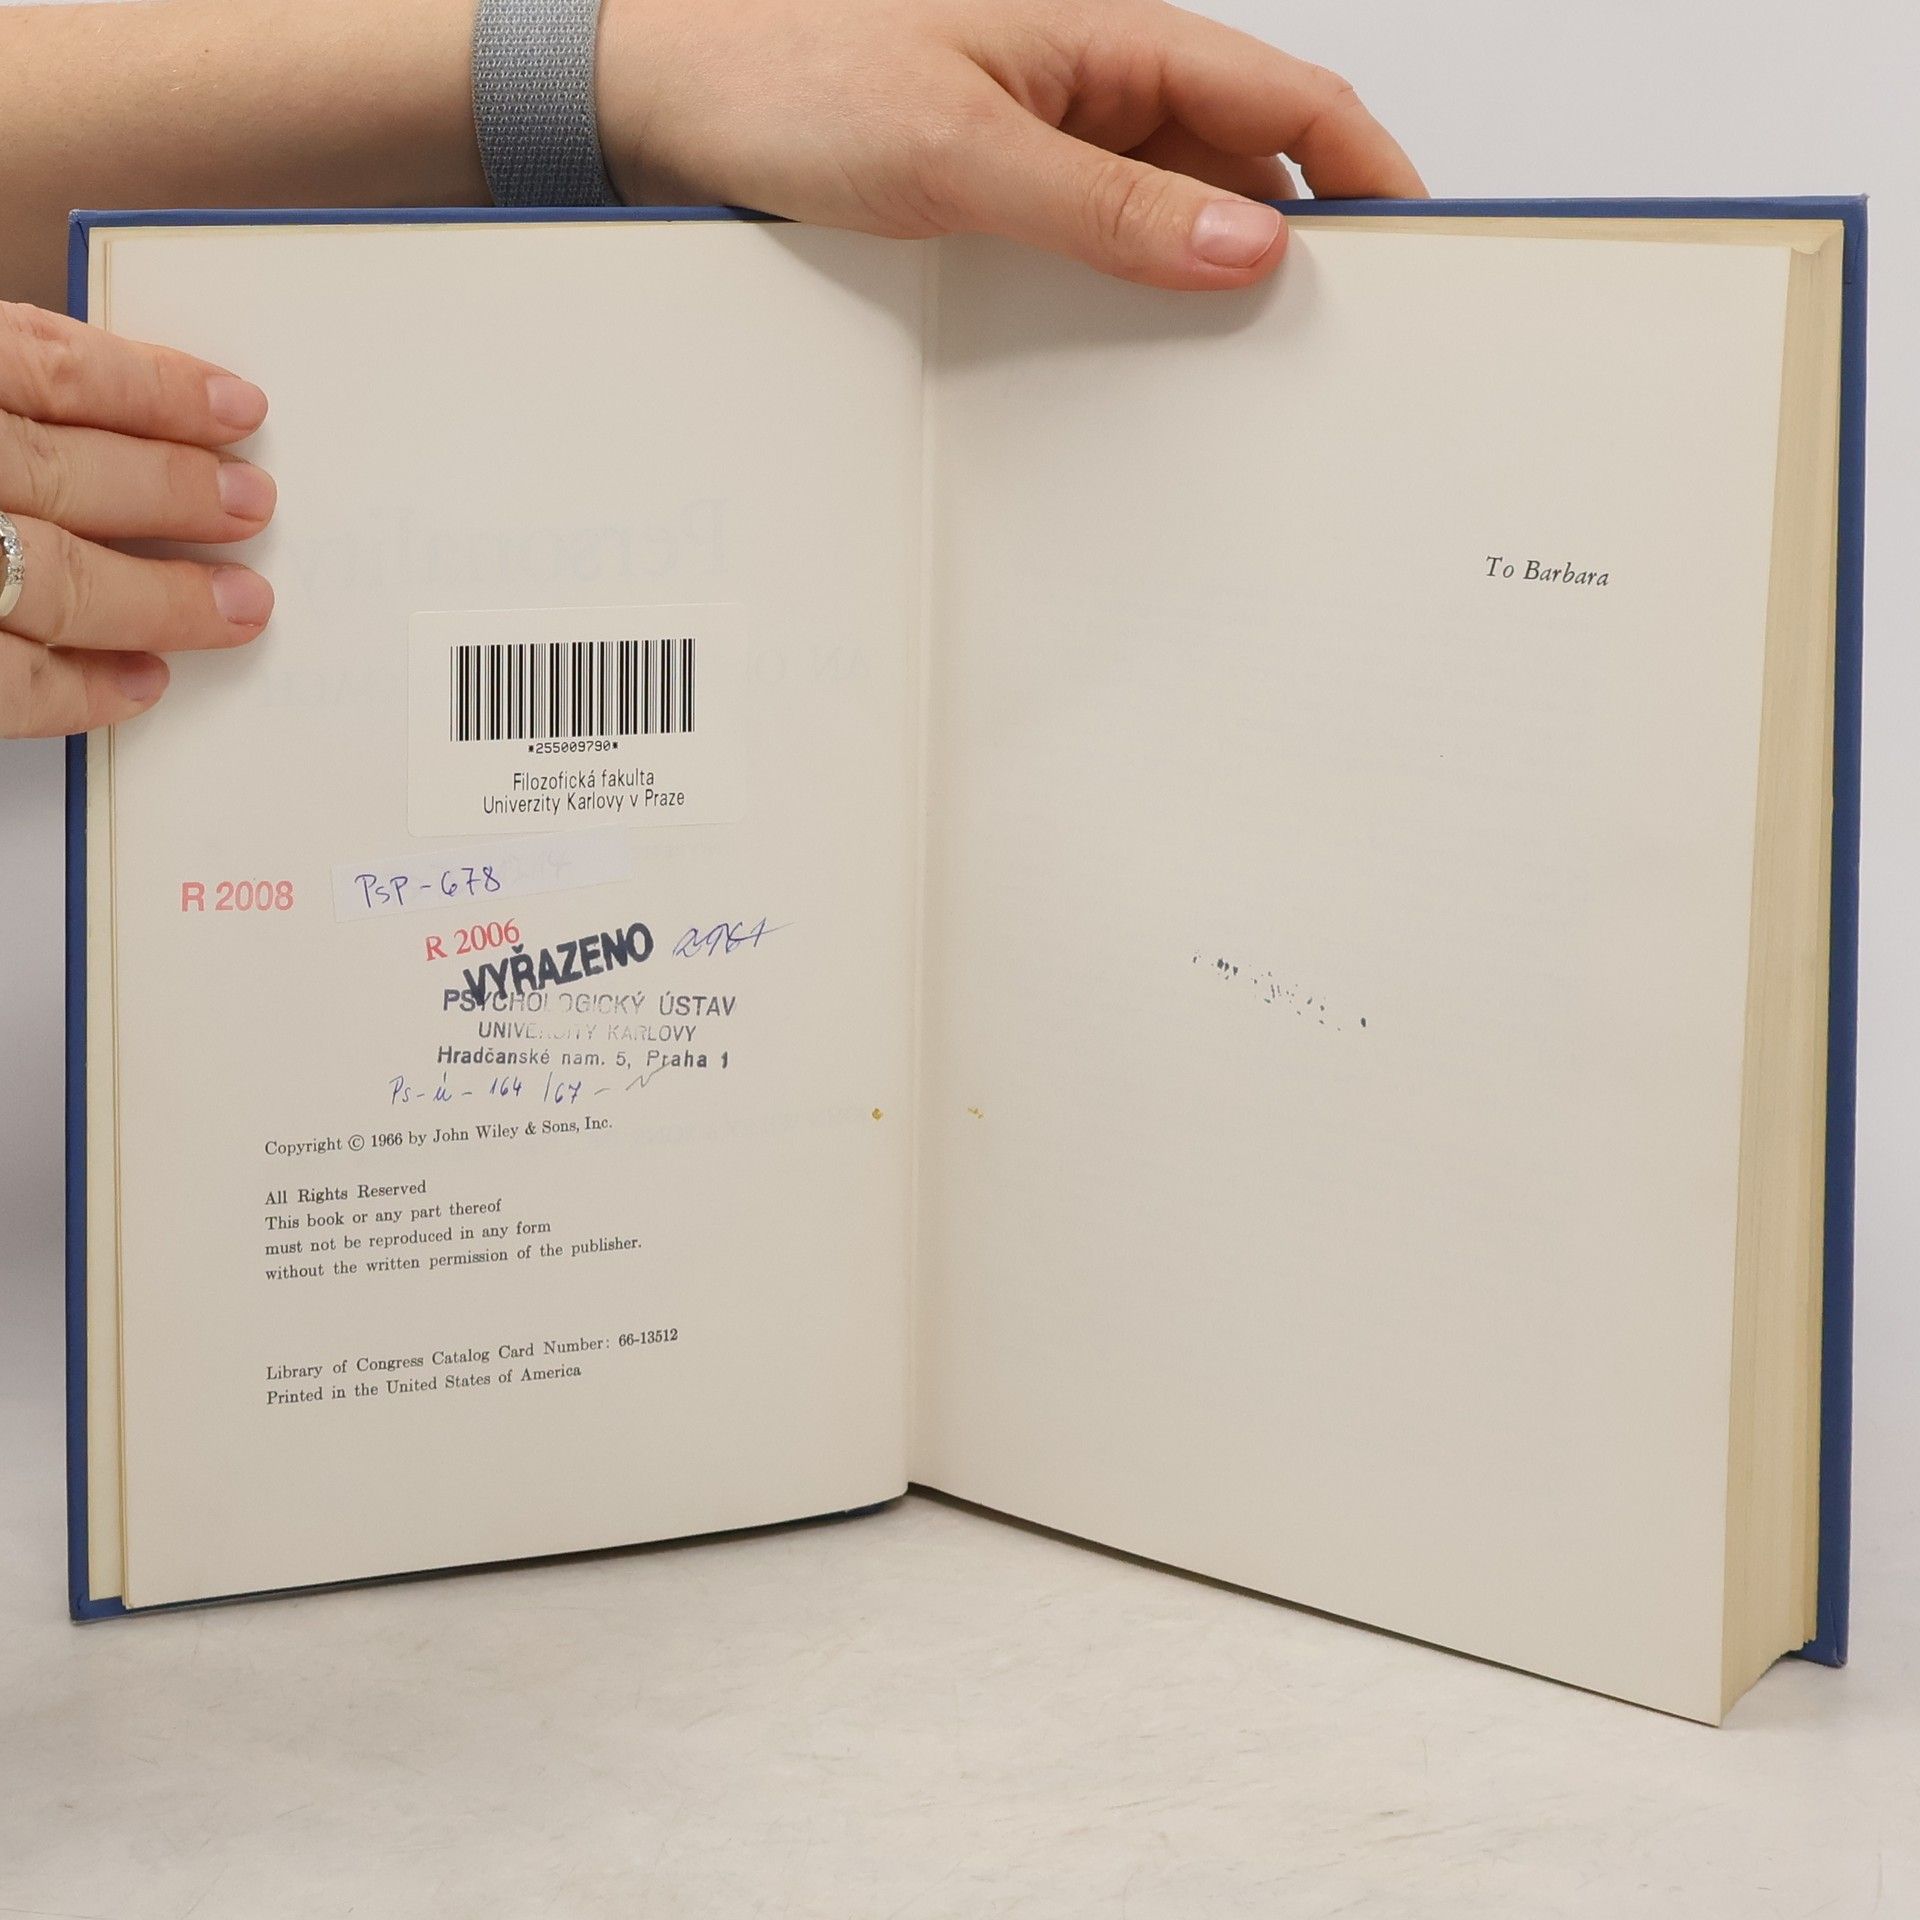 *255009790*
Filozofická fakulta
Univerzity Karlovy v Praze
R 2008
PsP - 678
R 2006
VYŘAZENO
PSYCHOLOGICKÝ ÚSTAV
UNIVERSITY KARLOVY
Hradčanské nam. 5, Praha 1
Ps-ú - 164 /67 -
Copyright © 1966 by John Wiley & Sons, Inc.
All Rights Reserved
This book or any part thereof
must not be reproduced in any form
without the written permission of the publisher.
Library of Congress Catalog Card Number: 66-13512
Printed in the United States of America
To Barbara